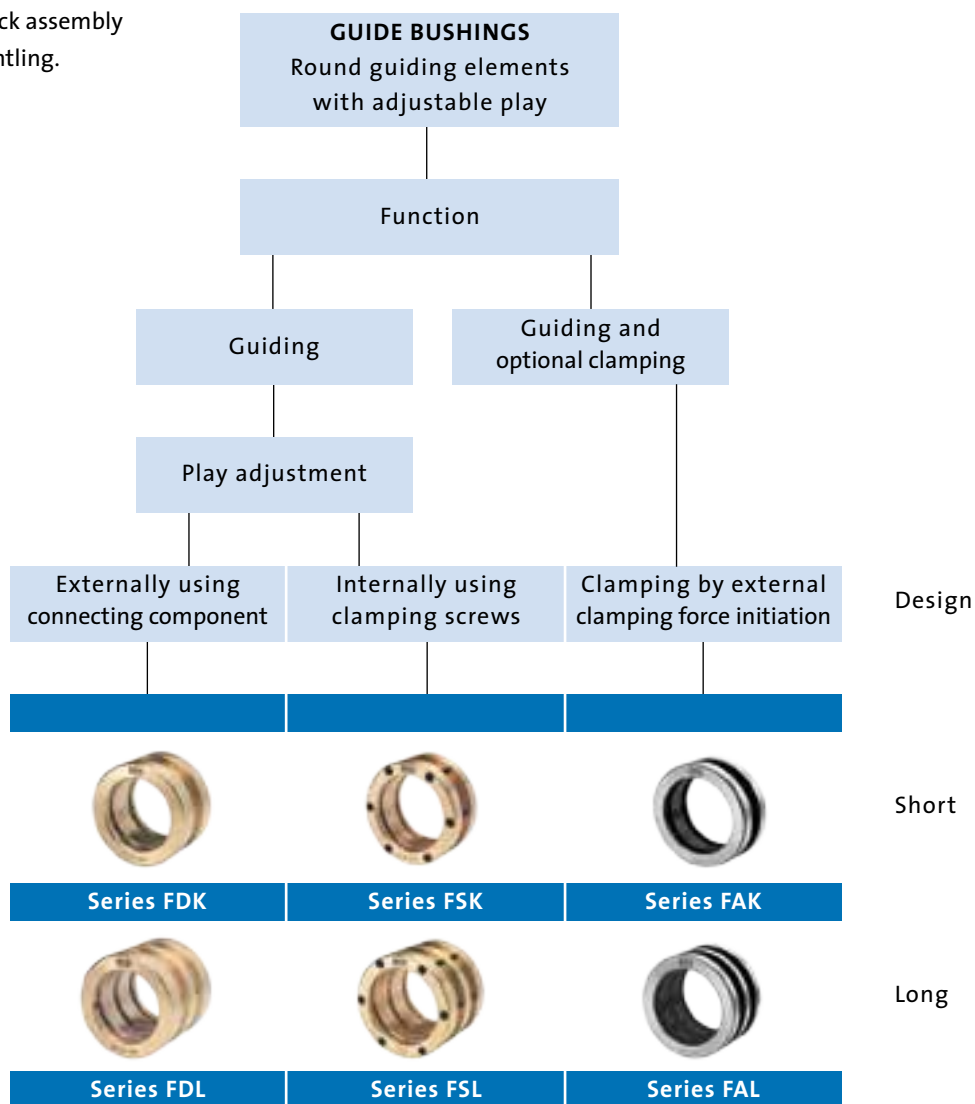 ck assembly
ntling.
GUIDE BUSHINGS
Round guiding elements
with adjustable play
Function
Guiding
Guiding and
optional clamping
Play adjustment
Externally using
connecting component
Internally using
clamping screws
Clamping by external
clamping force initiation
Design
Short
Series FDK
Series FSK
Series FAK
Long
Series FDL
Series FSL
Series FAL